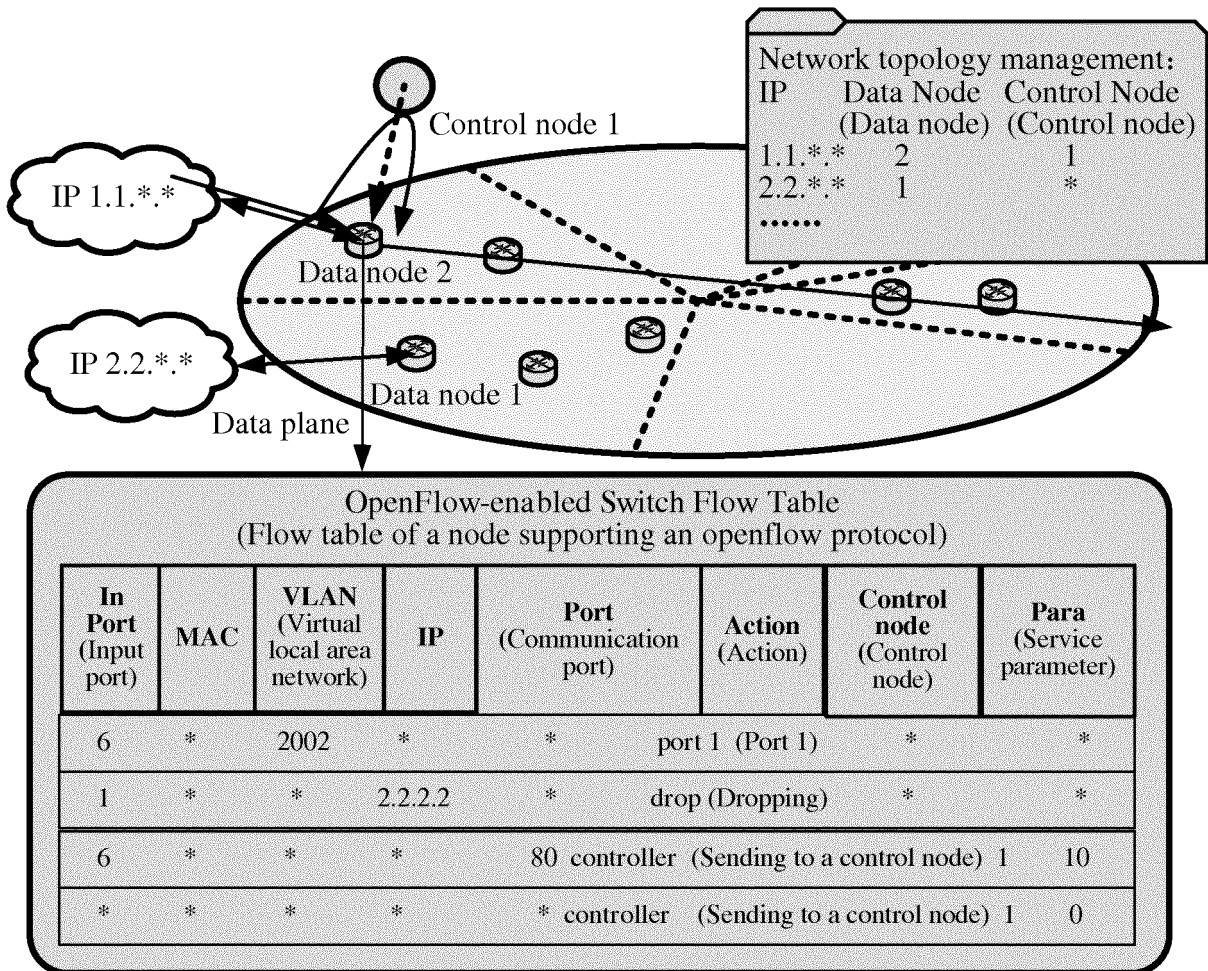 Network topology management:
IP Data Node Control Node
(Data node) (Control node)
1.1.*.* 2 1
2.2.*.* 1 *
......
Control node 1
IP 1.1.*.*
Data node 2
IP 2.2.*.*
Data node 1
Data plane
OpenFlow-enabled Switch Flow Table
(Flow table of a node supporting an openflow protocol)
In Port (Input port)
MAC
VLAN (Virtual local area network)
IP
Port (Communication port)
Action (Action)
Control node (Control node)
Para (Service parameter)
6 * 2002 * * port 1 (Port 1) * *
1 * * 2.2.2.2 * drop (Dropping) * *
6 * * * 80 controller (Sending to a control node) 1 10
* * * * * controller (Sending to a control node) 1 0